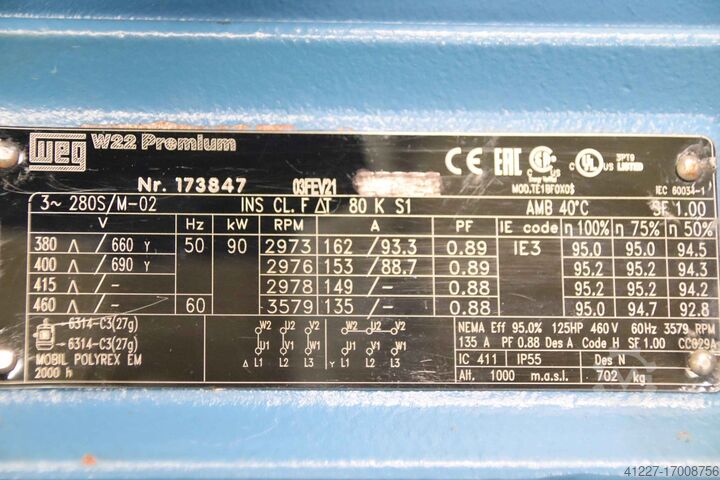 weg W22 Premium
CE EAC C UL LISTED 3PT9
MOD.TE1BF0X0$
Nr. 173847 03FEV21 IEC 60034-1
3~ 280S/M-02 INS CL. F ΔT 80 K S1 AMB 40°C SF 1.00
V Hz kW RPM A PF IE code η 100% η 75% η 50%
380 Δ / 660 Y 50 90 2973 162 /93.3 0.89 IE3 95.0 95.0 94.5
400 Δ / 690 Y 2976 153 /88.7 0.89 95.2 95.2 94.3
415 Δ / - 2978 149 /- 0.88 95.2 95.2 94.2
460 Δ / - 60 3579 135 /- 0.88 95.0 94.7 92.8
6314-C3(27g)
6314-C3(27g)
MOBIL POLYREX EM
2000 h
W2 U2 V2 W2 U2 V2
U1 V1 W1 U1 V1 W1
Δ L1 L2 L3 Y L1 L2 L3
NEMA Eff 95.0% 125HP 460 V 60Hz 3579 RPM
135 A PF 0.88 Des A Code H SF 1.00 CC029A
IC 411 IP55 Des N
Alt. 1000 m.a.s.l. 702 kg
41227-17008756